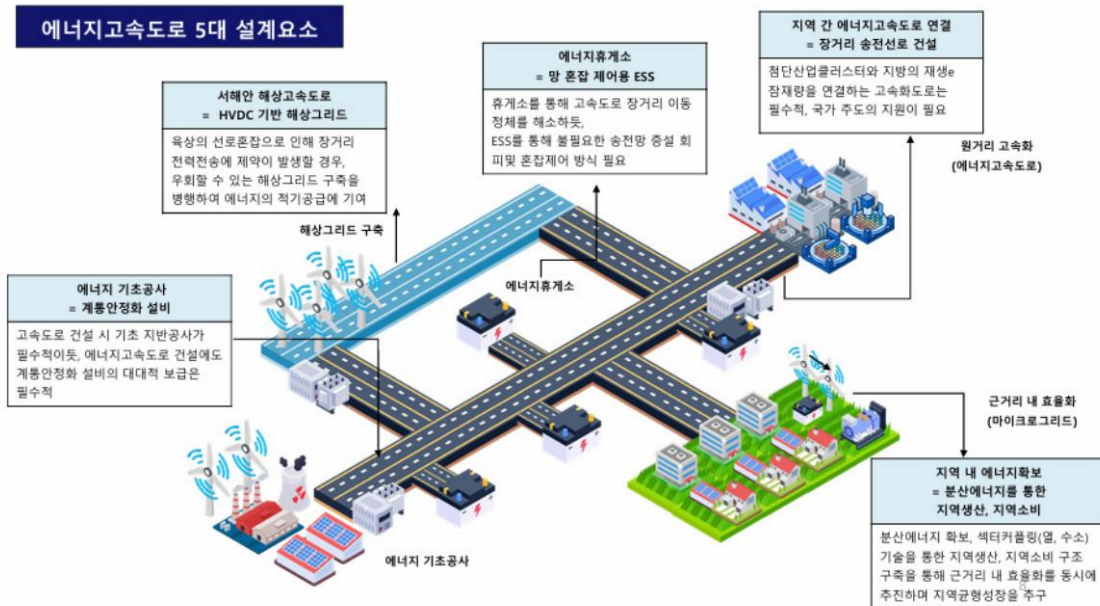 에너지고속도로 5대 설계요소
서해안 해상고속도로
= HVDC 기반 해상그리드
육상의 선로혼잡으로 인해 장거리
전력전송에 제약이 발생할 경우,
우회할 수 있는 해상그리드 구축을
병행하여 에너지의 적기공급에 기여
해상그리드 구축
에너지휴게소
= 망 혼잡 제어용 ESS
휴게소를 통해 고속도로 장거리 이동
정체를 해소하듯,
ESS를 통해 불필요한 송전망 증설 회
피및 혼잡제어 방식 필요
에너지휴게소
지역 간 에너지고속도로 연결
= 장거리 송전선로 건설
첨단산업클러스터와 지방의 재생e
잠재량을 연결하는 고속화도로는
필수적, 국가 주도의 지원이 필요
원거리 고속화
(에너지고속도로)
에너지 기초공사
= 계통안정화 설비
고속도로 건설 시 기초 지반공사가
필수적이듯, 에너지고속도로 건설에도
계통안정화 설비의 대대적 보급은
필수적
에너지 기초공사
근거리 내 효율화
(마이크로그리드)
지역 내 에너지확보
= 분산에너지를 통한
지역생산, 지역소비
분산에너지 확보, 섹터커플링(열, 수소)
기술을 통한 지역생산, 지역소비 구조
구축을 통해 근거리 내 효율화를 동시에
추진하며 지역균형성장을 추구
8